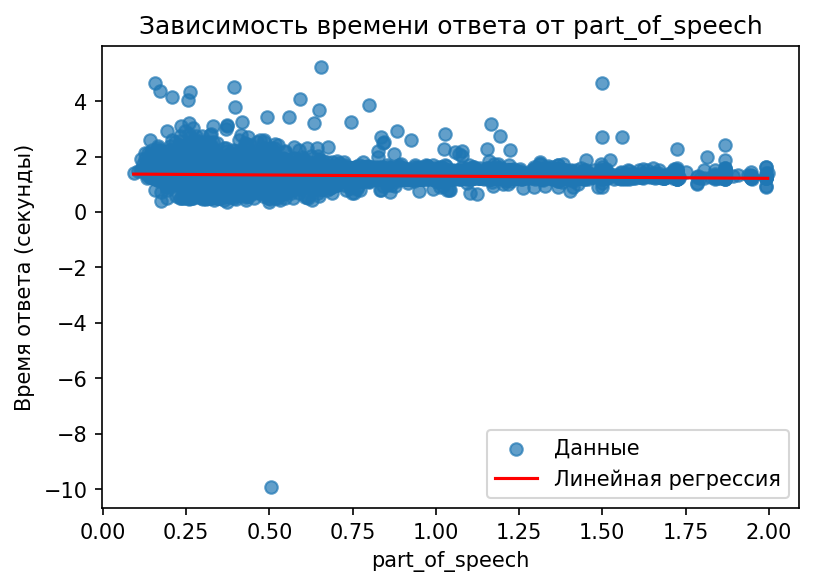 Зависимость времени ответа от part_of_speech
Время ответа (секунды)
4
2
0
−2
−4
−6
−8
−10
Данные
Линейная регрессия
0.00 0.25 0.50 0.75 1.00 1.25 1.50 1.75 2.00
part_of_speech